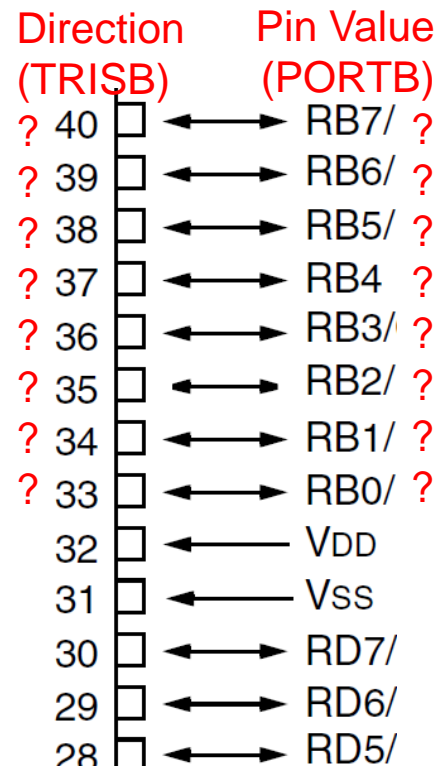 Direction Pin Value
(TRISB) (PORTB)
? 40 RB7/ ?
? 39 RB6/ ?
? 38 RB5/ ?
? 37 RB4 ?
? 36 RB3/ ?
? 35 RB2/ ?
? 34 RB1/ ?
? 33 RB0/ ?
32 VDD
31 VSS
30 RD7/
29 RD6/
28 RD5/